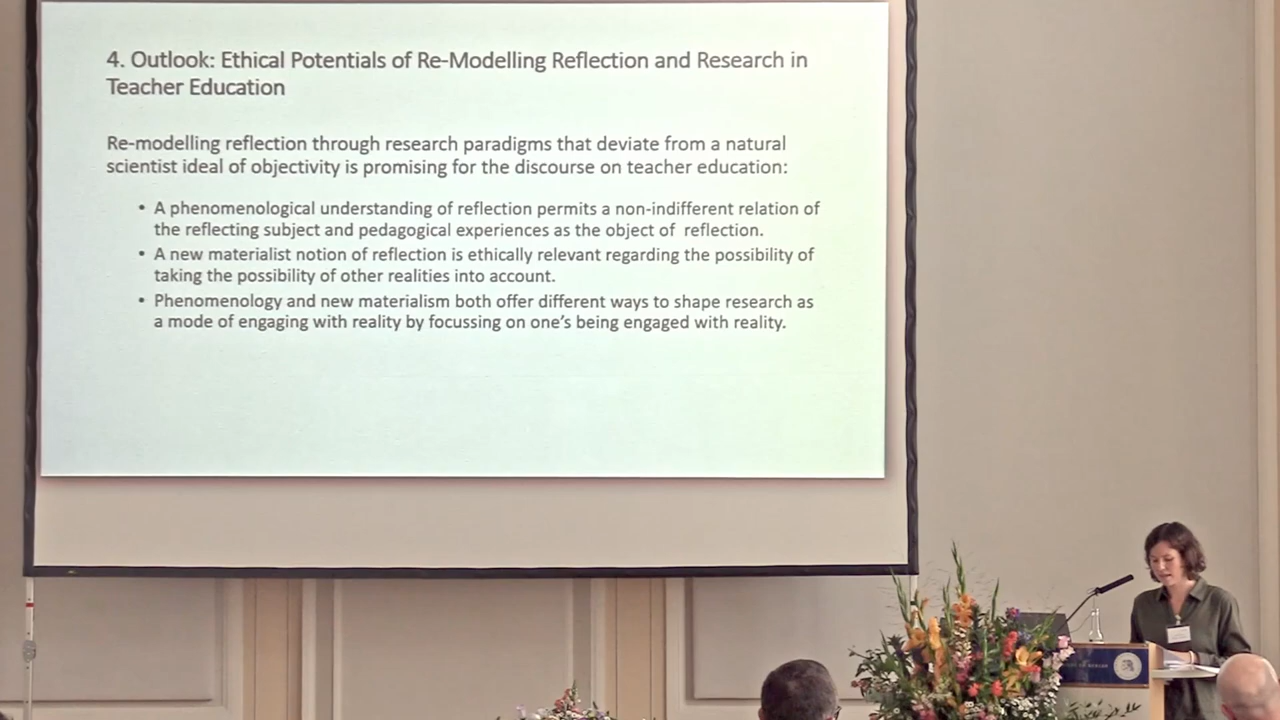 4. Outlook: Ethical Potentials of Re-Modelling Reflection and Research in
Teacher Education
Re-modelling reflection through research paradigms that deviate from a natural
scientist ideal of objectivity is promising for the discourse on teacher education:
• A phenomenological understanding of reflection permits a non-indifferent relation of
the reflecting subject and pedagogical experiences as the object of reflection.
• A new materialist notion of reflection is ethically relevant regarding the possibility of
taking the possibility of other realities into account.
• Phenomenology and new materialism both offer different ways to shape research as
a mode of engaging with reality by focussing on one's being engaged with reality.